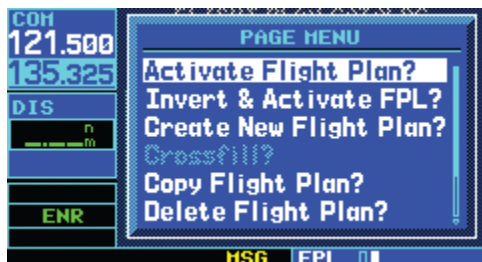 COM
121.500
135.325
DIS
n
m
ENR
PAGE MENU
Activate Flight Plan?
Invert & Activate FPL?
Create New Flight Plan?
Crossfill?
Copy Flight Plan?
Delete Flight Plan?
MSG FPL